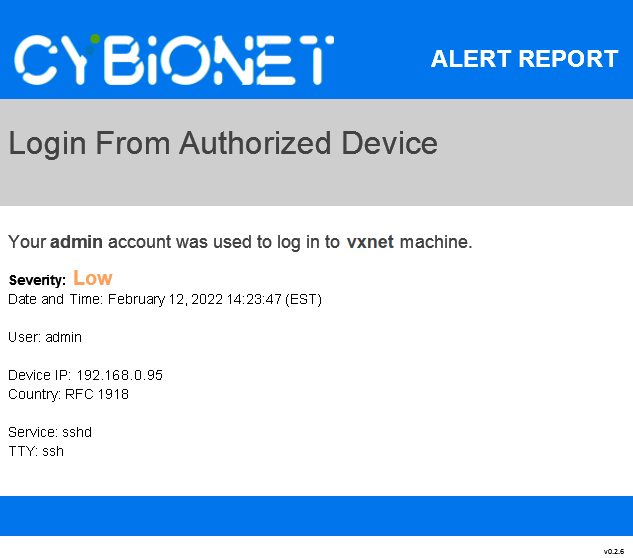 CYBiONET
ALERT REPORT
Login From Authorized Device
Your admin account was used to log in to vxnet machine.
Severity: Low
Date and Time: February 12, 2022 14:23:47 (EST)
User: admin
Device IP: 192.168.0.95
Country: RFC 1918
Service: sshd
TTY: ssh
v0.2.6